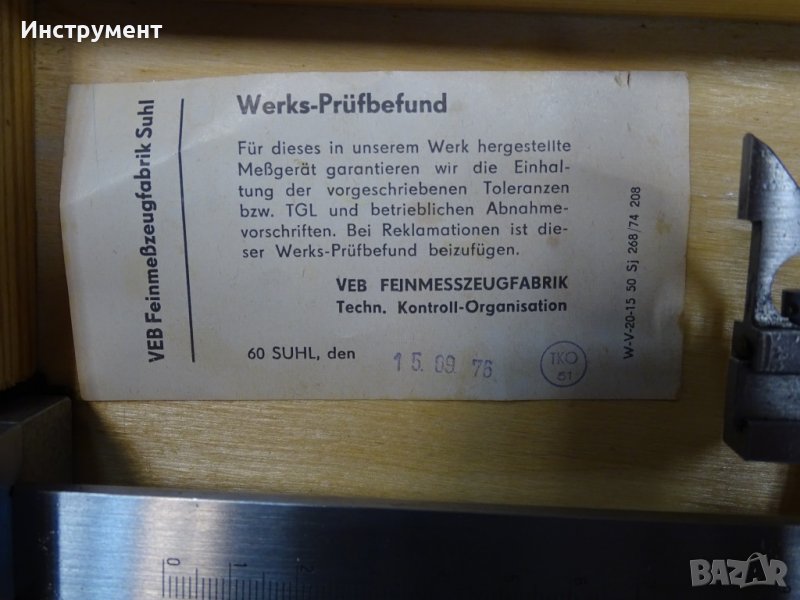 Инструмент
VEB Feinmeßzeugfabrik Suhl
Werks-Prüfbefund
Für dieses in unserem Werk hergestellte
Meßgerät garantieren wir die Einhal-
tung der vorgeschriebenen Toleranzen
bzw. TGL und betrieblichen Abnahme-
vorschriften. Bei Reklamationen ist die-
ser Werks-Prüfbefund beizufügen.
VEB FEINMESSZEUGFABRIK
Techn. Kontroll-Organisation
60 SUHL, den 15. 09. 76 TKO 51
W-V-20-15 50 Sj 268/74 208
0 1 2
BAZAR